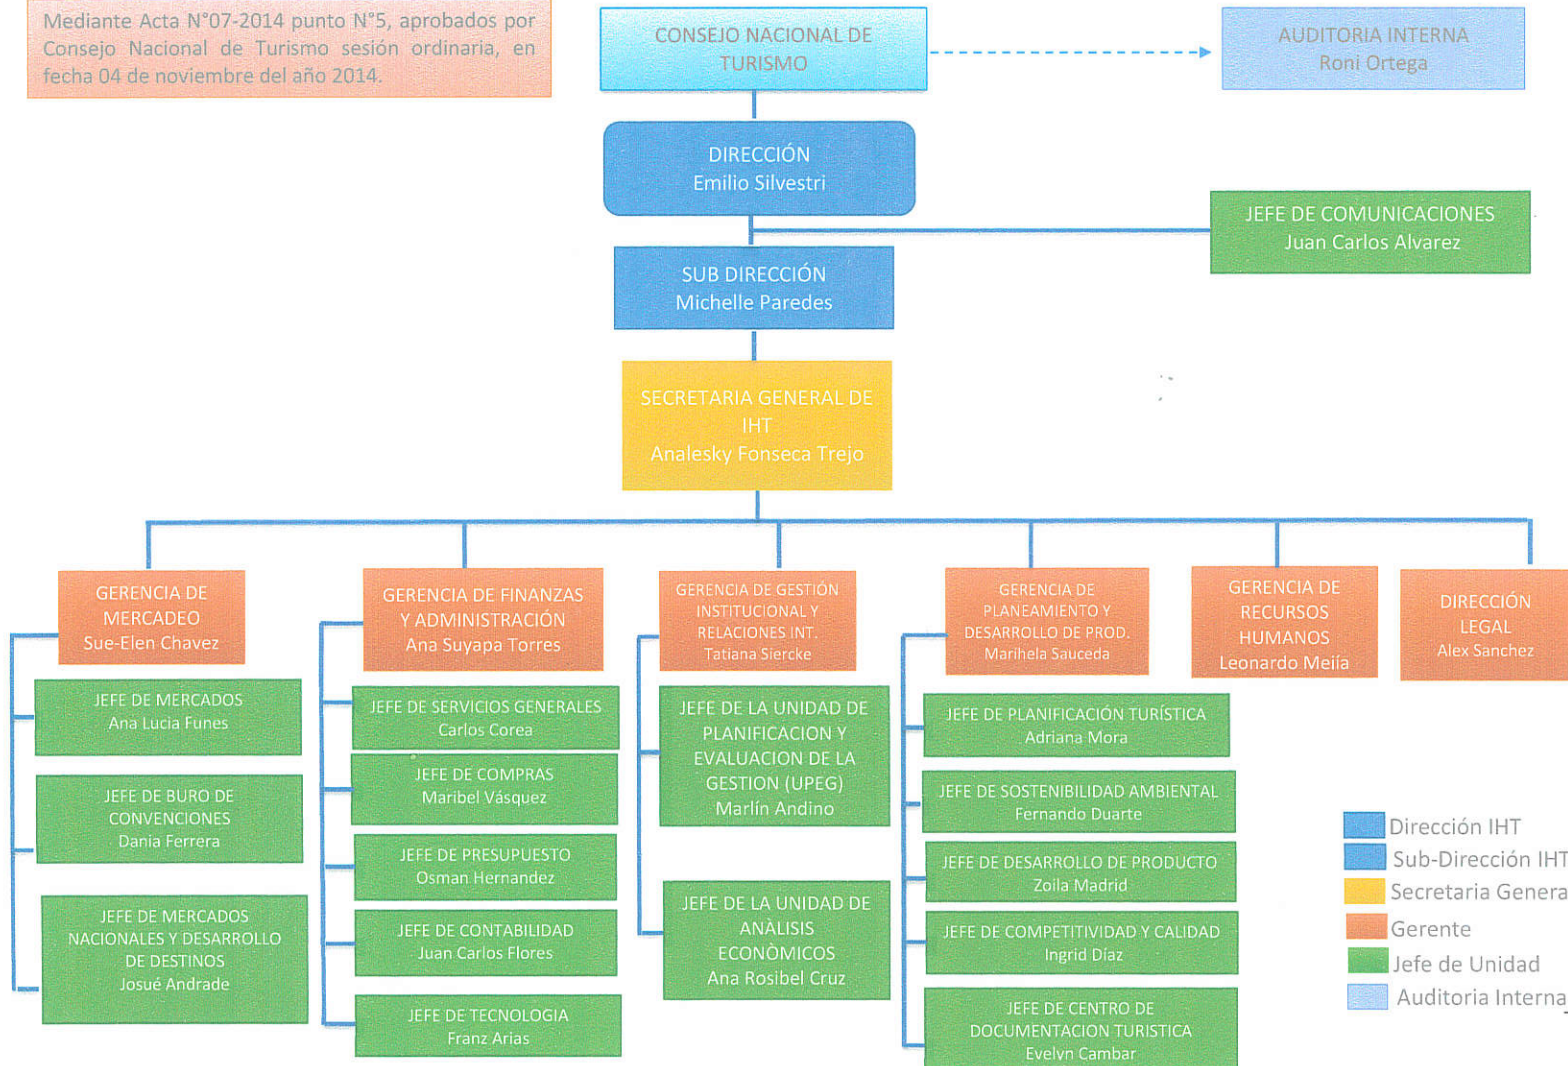 Mediante Acta N°07-2014 punto N°5, aprobados por
Consejo Nacional de Turismo sesión ordinaria, en
fecha 04 de noviembre del año 2014.
CONSEJO NACIONAL DE
TURISMO
AUDITORIA INTERNA
Roni Ortega
DIRECCIÓN
Emilio Silvestri
JEFE DE COMUNICACIONES
Juan Carlos Alvarez
SUB DIRECCIÓN
Michelle Paredes
SECRETARIA GENERAL DE
IHT
Analesky Fonseca Trejo
GERENCIA DE
MERCADEO
Sue-Elen Chavez
GERENCIA DE FINANZAS
Y ADMINISTRACIÓN
Ana Suyapa Torres
GERENCIA DE GESTIÓN
INSTITUCIONAL Y
RELACIONES INT.
Tatiana Siercke
GERENCIA DE
PLANEAMIENTO Y
DESARROLLO DE PROD.
Marihela Sauceda
GERENCIA DE
RECURSOS
HUMANOS
Leonardo Mejía
DIRECCIÓN
LEGAL
Alex Sanchez
JEFE DE MERCADOS
Ana Lucia Funes
JEFE DE BURO DE
CONVENCIONES
Dania Ferrera
JEFE DE MERCADOS
NACIONALES Y DESARROLLO
DE DESTINOS
Josué Andrade
JEFE DE SERVICIOS GENERALES
Carlos Corea
JEFE DE COMPRAS
Maribel Vásquez
JEFE DE PRESUPUESTO
Osman Hernandez
JEFE DE CONTABILIDAD
Juan Carlos Flores
JEFE DE TECNOLOGIA
Franz Arias
JEFE DE LA UNIDAD DE
PLANIFICACION Y
EVALUACION DE LA
GESTION (UPEG)
Marlín Andino
JEFE DE LA UNIDAD DE
ANÀLISIS
ECONÒMICOS
Ana Rosibel Cruz
JEFE DE PLANIFICACIÓN TURÍSTICA
Adriana Mora
JEFE DE SOSTENIBILIDAD AMBIENTAL
Fernando Duarte
JEFE DE DESARROLLO DE PRODUCTO
Zoila Madrid
JEFE DE COMPETITIVIDAD Y CALIDAD
Ingrid Díaz
JEFE DE CENTRO DE
DOCUMENTACION TURISTICA
Evelyn Cambar
Dirección IHT
Sub-Dirección IHT
Secretaria Genera
Gerente
Jefe de Unidad
Auditoria Interna